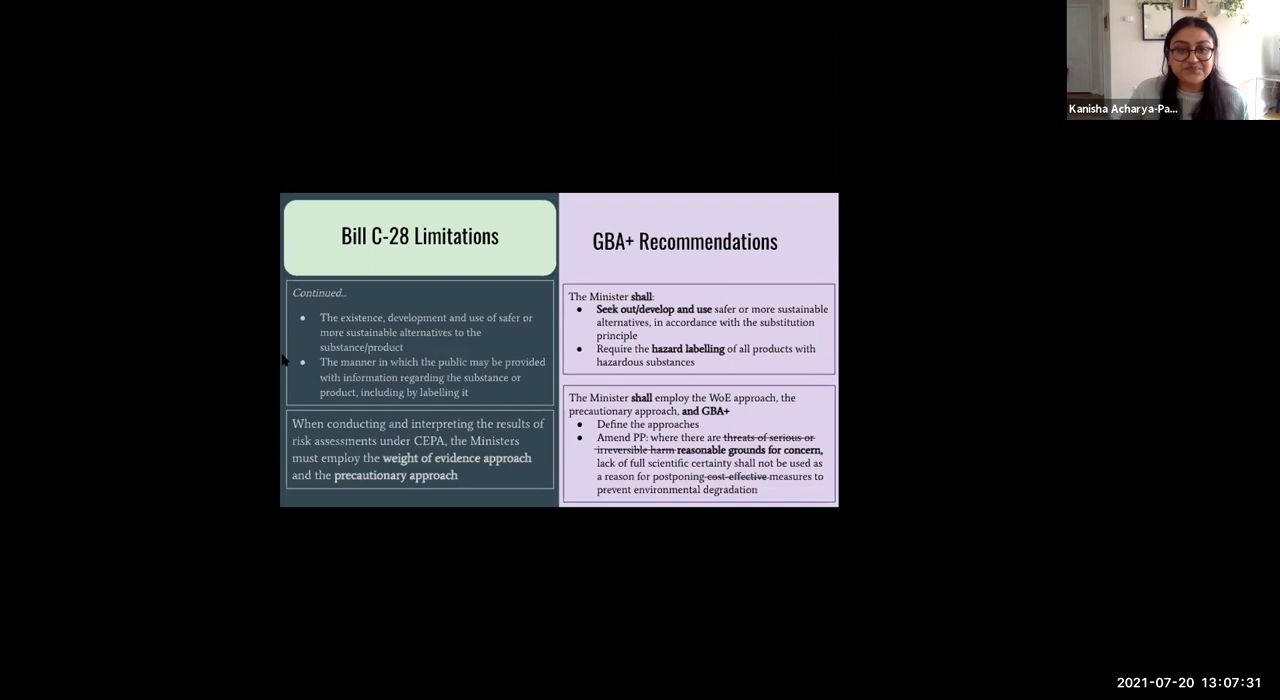 Kanisha Acharya-Pa...
Bill C-28 Limitations
Continued...
● The existence, development and use of safer or
more sustainable alternatives to the
substance/product
● The manner in which the public may be provided
with information regarding the substance or
product, including by labelling it
When conducting and interpreting the results of
risk assessments under CEPA, the Ministers
must employ the weight of evidence approach
and the precautionary approach
GBA+ Recommendations
The Minister shall:
● Seek out/develop and use safer or more sustainable
alternatives, in accordance with the substitution
principle
● Require the hazard labelling of all products with
hazardous substances
The Minister shall employ the WoE approach, the
precautionary approach, and GBA+
● Define the approaches
● Amend PP: where there are threats of serious or
irreversible harm reasonable grounds for concern,
lack of full scientific certainty shall not be used as
a reason for postponing cost-effective measures to
prevent environmental degradation
2021-07-20 13:07:31